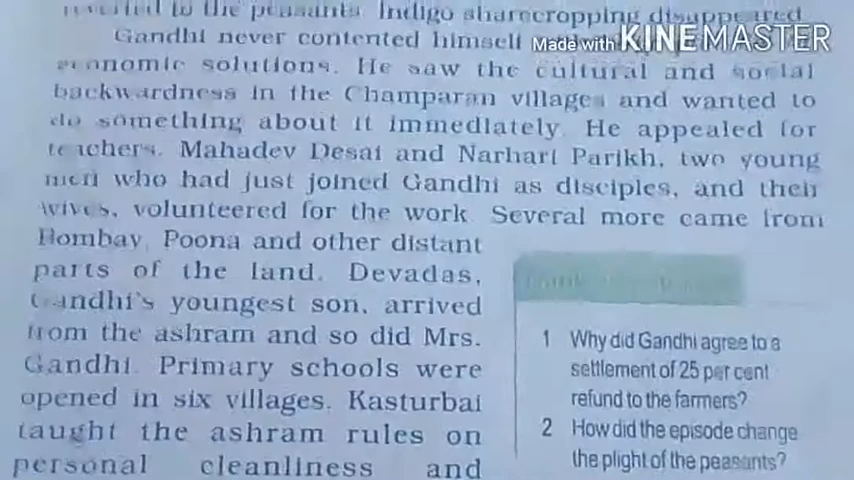 reverted to the peasants. Indigo sharecropping disappeared.
Gandhi never contented himself
Made with KINEMASTER
economic solutions. He saw the cultural and social
backwardness in the Champaran villages and wanted to
do something about it immediately. He appealed for
teachers. Mahadev Desai and Narhari Parikh, two young
men who had just joined Gandhi as disciples, and their
wives, volunteered for the work. Several more came from
Bombay, Poona and other distant
parts of the land. Devadas,
Gandhi's youngest son, arrived
from the ashram and so did Mrs.
Gandhi. Primary schools were
opened in six villages. Kasturbai
taught the ashram rules on
personal cleanliness and
1 Why did Gandhi agree to a
settlement of 25 per cent
refund to the farmers?
2 How did the episode change
the plight of the peasants?